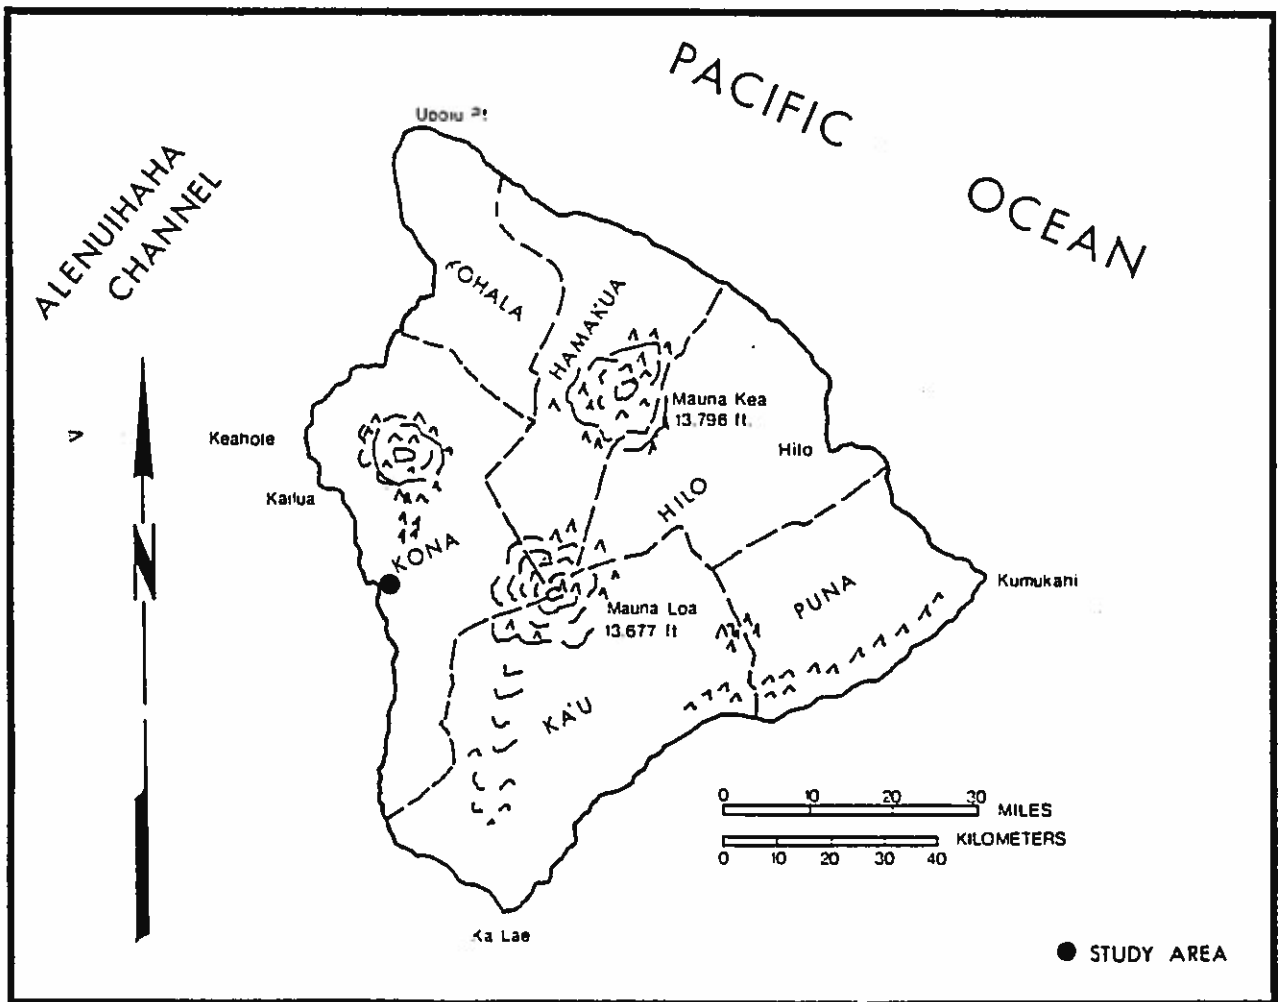 PACIFIC
OCEAN
ALENUIHAHA
CHANNEL
KOHALA
HAMAKUA
Mauna Kea
13.796 ft.
Keahole
Kailua
Hilo
HILO
KONA
N
Kumukahi
PUNA
Mauna Loa
13.677 ft
KA'U
0 10 20 30
MILES
KILOMETERS
0 10 20 30 40
Ka Lae
STUDY AREA